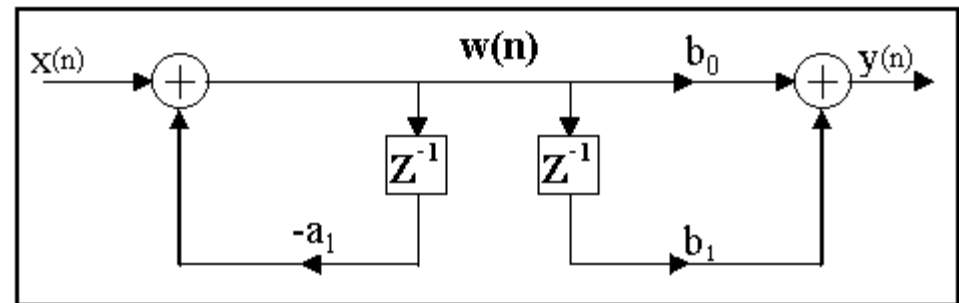 x(n) + w(n) b₀ + y(n)
Z⁻¹ Z⁻¹
-a₁ b₁